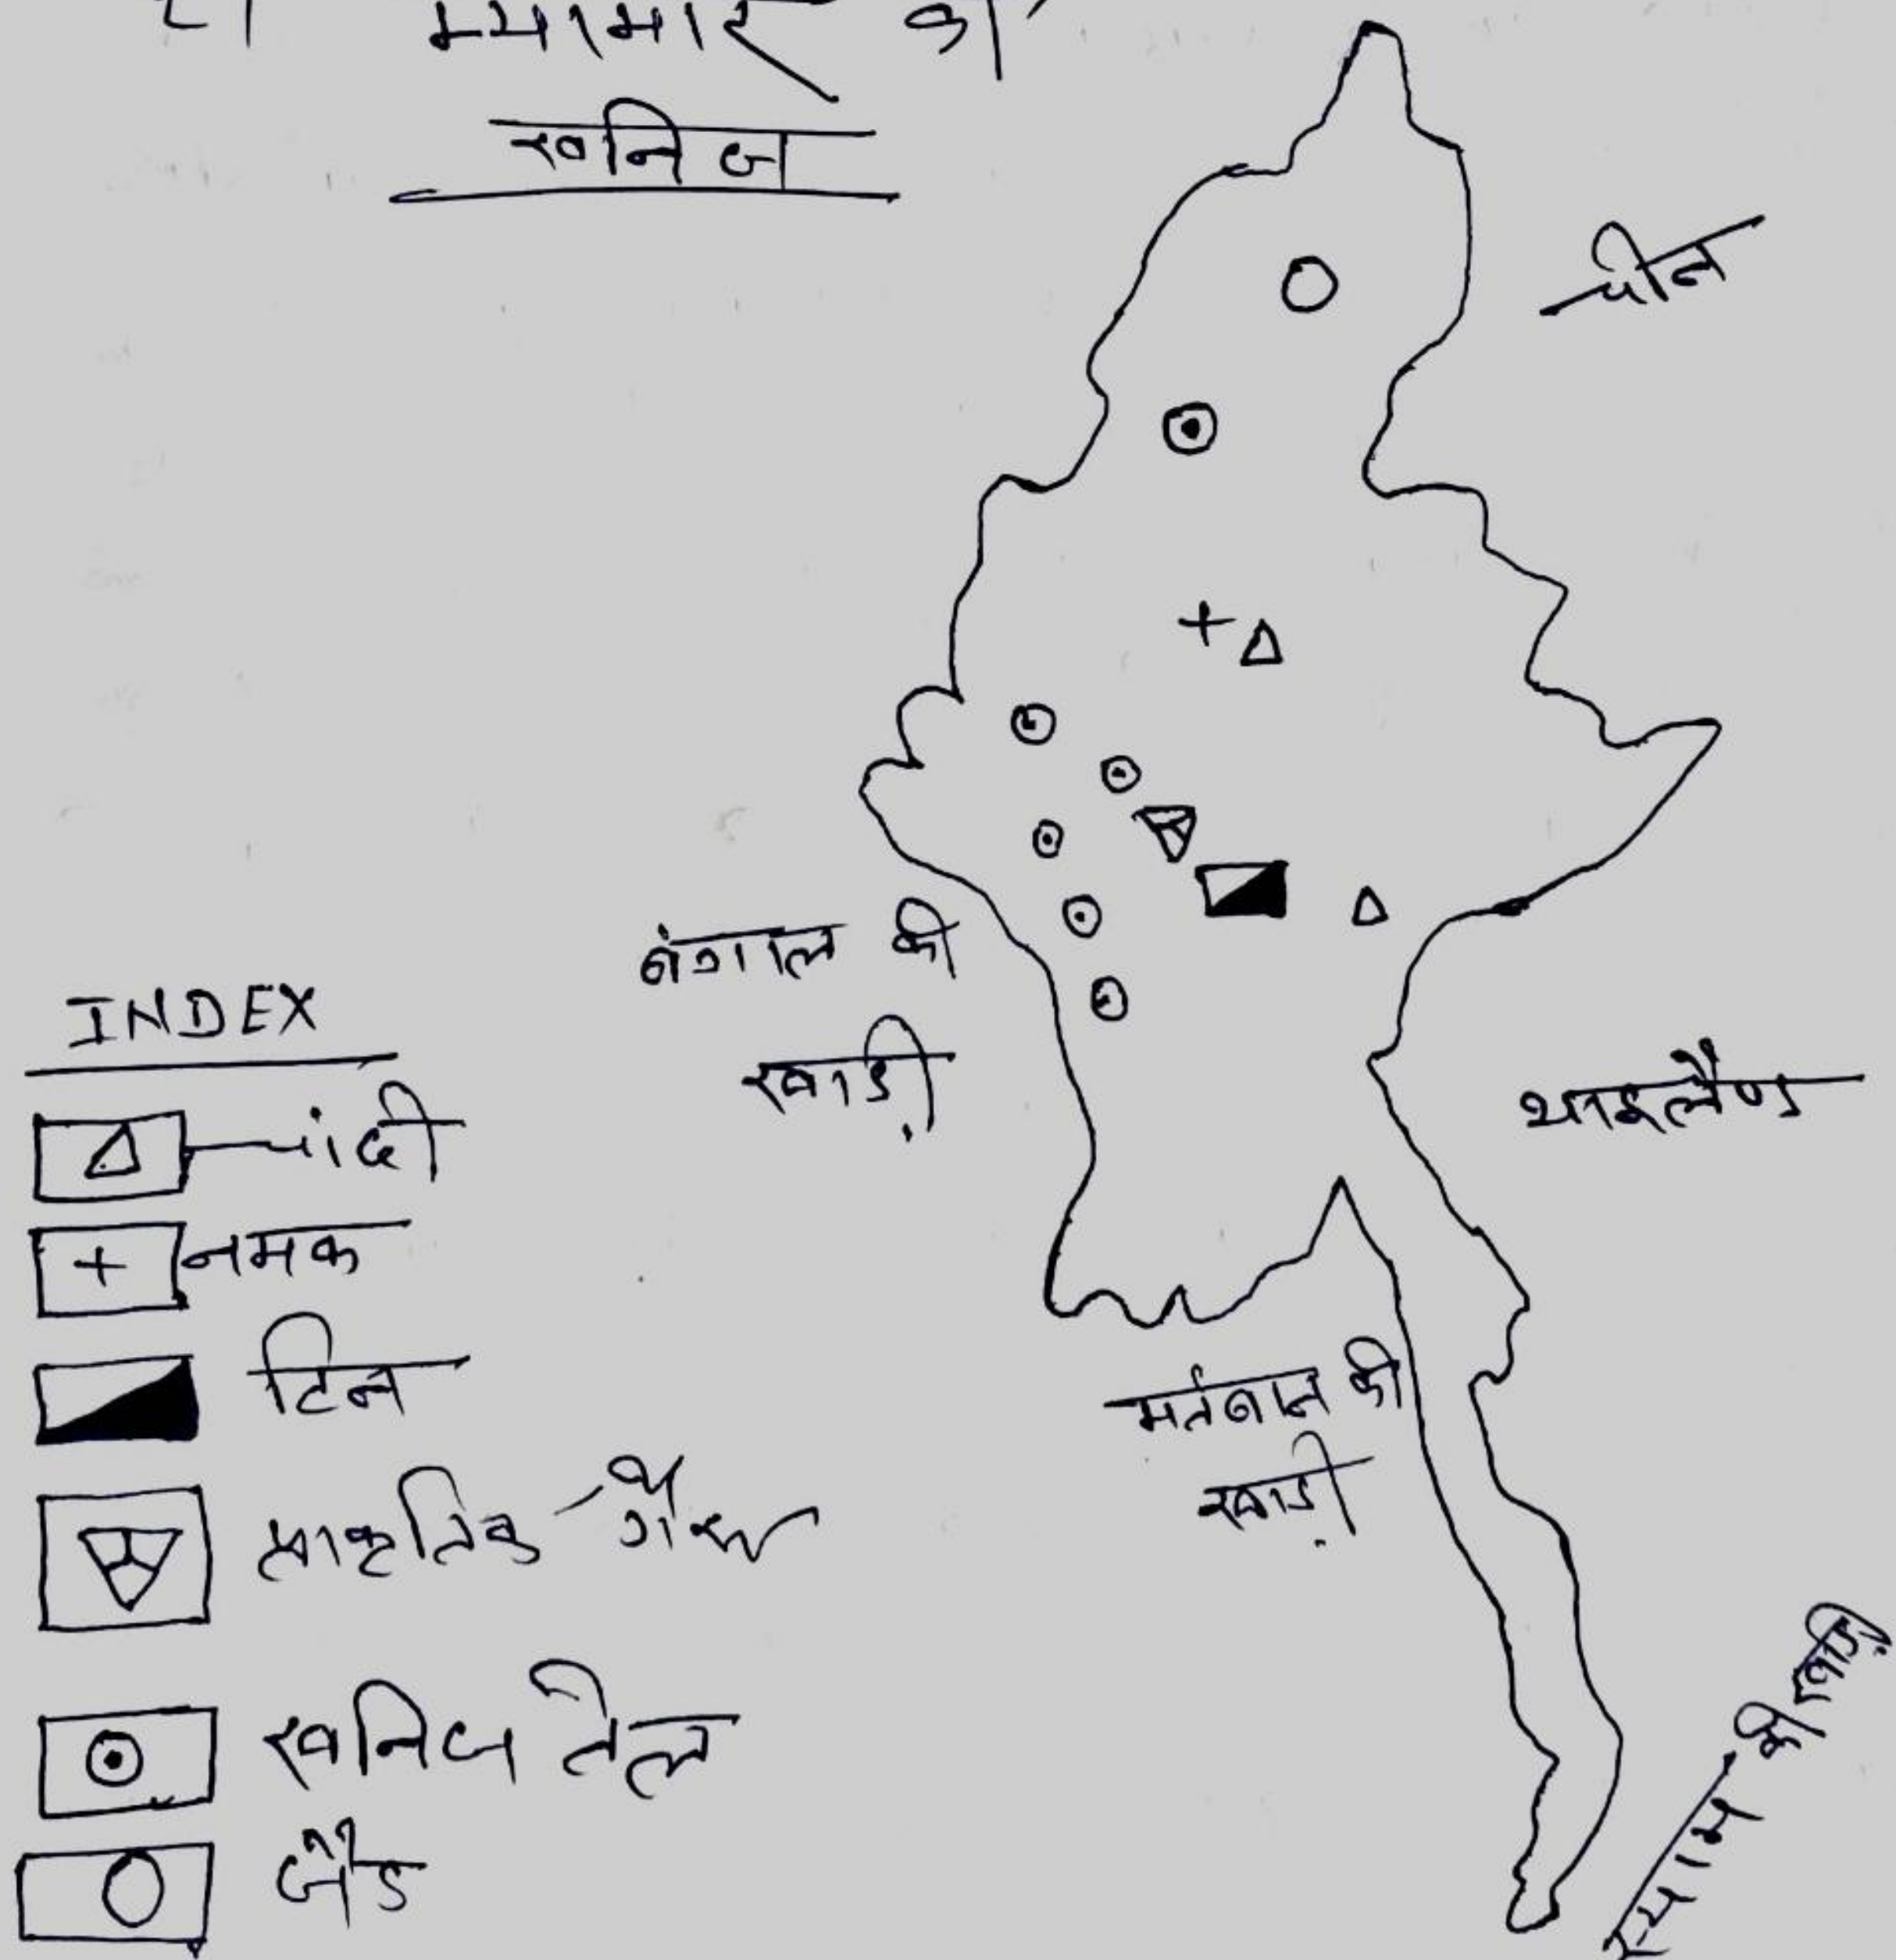 म्यांमार की
खनिज
चीन
बंगाल की
खाड़ी
थाइलैण्ड
मर्तबान की
खाड़ी
स्याम की खाड़ी
INDEX
चांदी
नमक
टिन
प्राकृतिक गैस
खनिज तेल
जैड